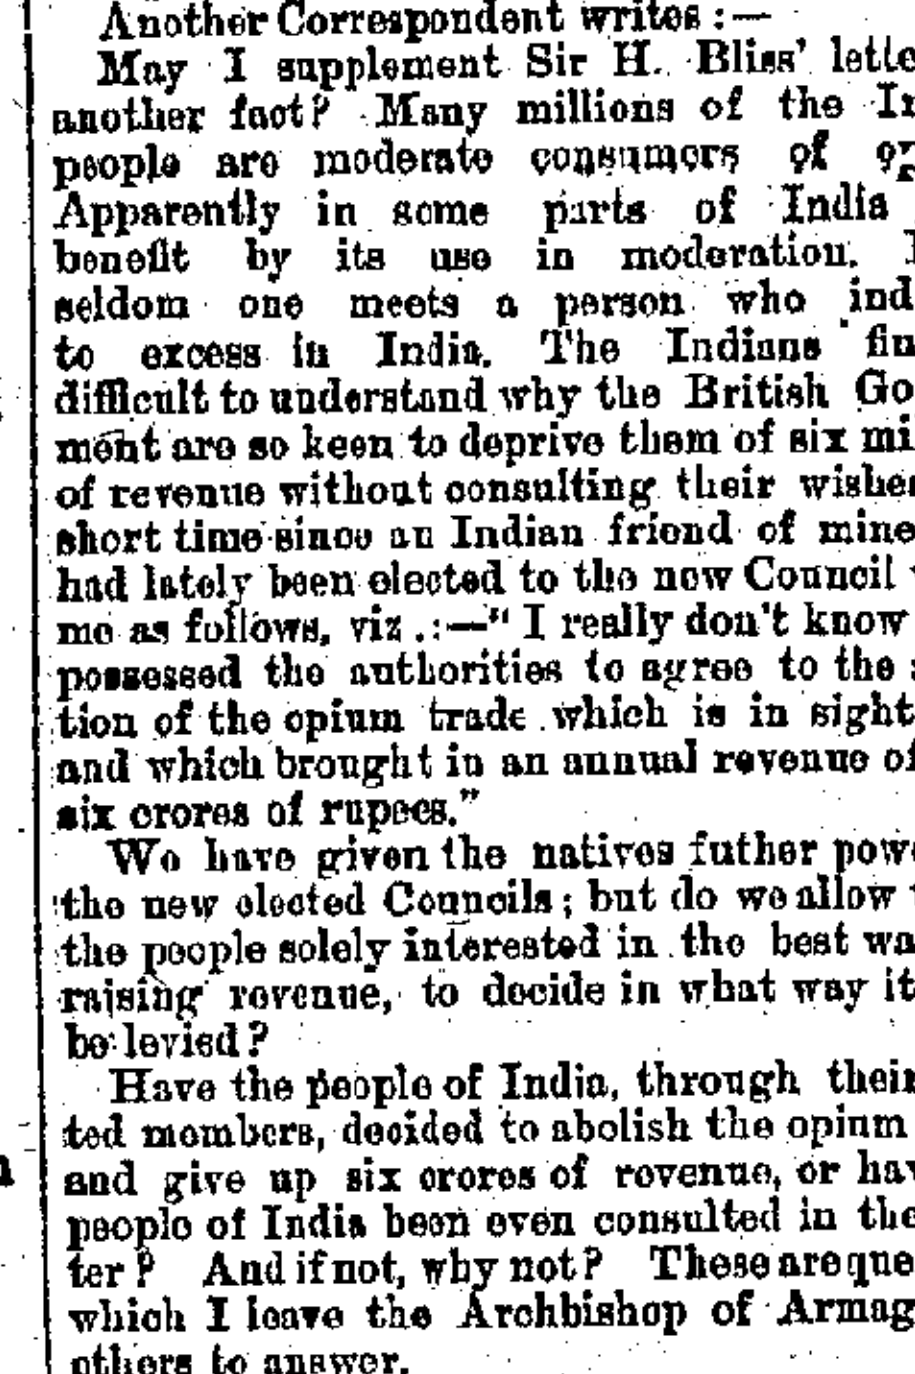 Another Correspondent writes :—
May I supplement Sir H. Bliss' lette
another fact? Many millions of the In
people are moderate consumers of op
Apparently in some parts of India
benefit by its use in moderation.
seldom one meets a person who ind
to excess in India. The Indians fin
difficult to understand why the British Go
ment are so keen to deprive them of six mi
of revenue without consulting their wishes
short time since an Indian friend of mine
had lately been elected to the new Council
me as follows, viz.:—" I really don't know
possessed the authorities to agree to the
tion of the opium trade which is in sight
and which brought in an annual revenue of
six crores of rupees."
We have given the natives futher powe
the new elected Councils; but do we allow
the people solely interested in the best wa
raising revenue, to decide in what way it
be levied?
Have the people of India, through their
ted members, decided to abolish the opium
and give up six crores of revenue, or hav
people of India been even consulted in the
ter? And if not, why not? These are que
which I leave the Archbishop of Armag
others to answer.